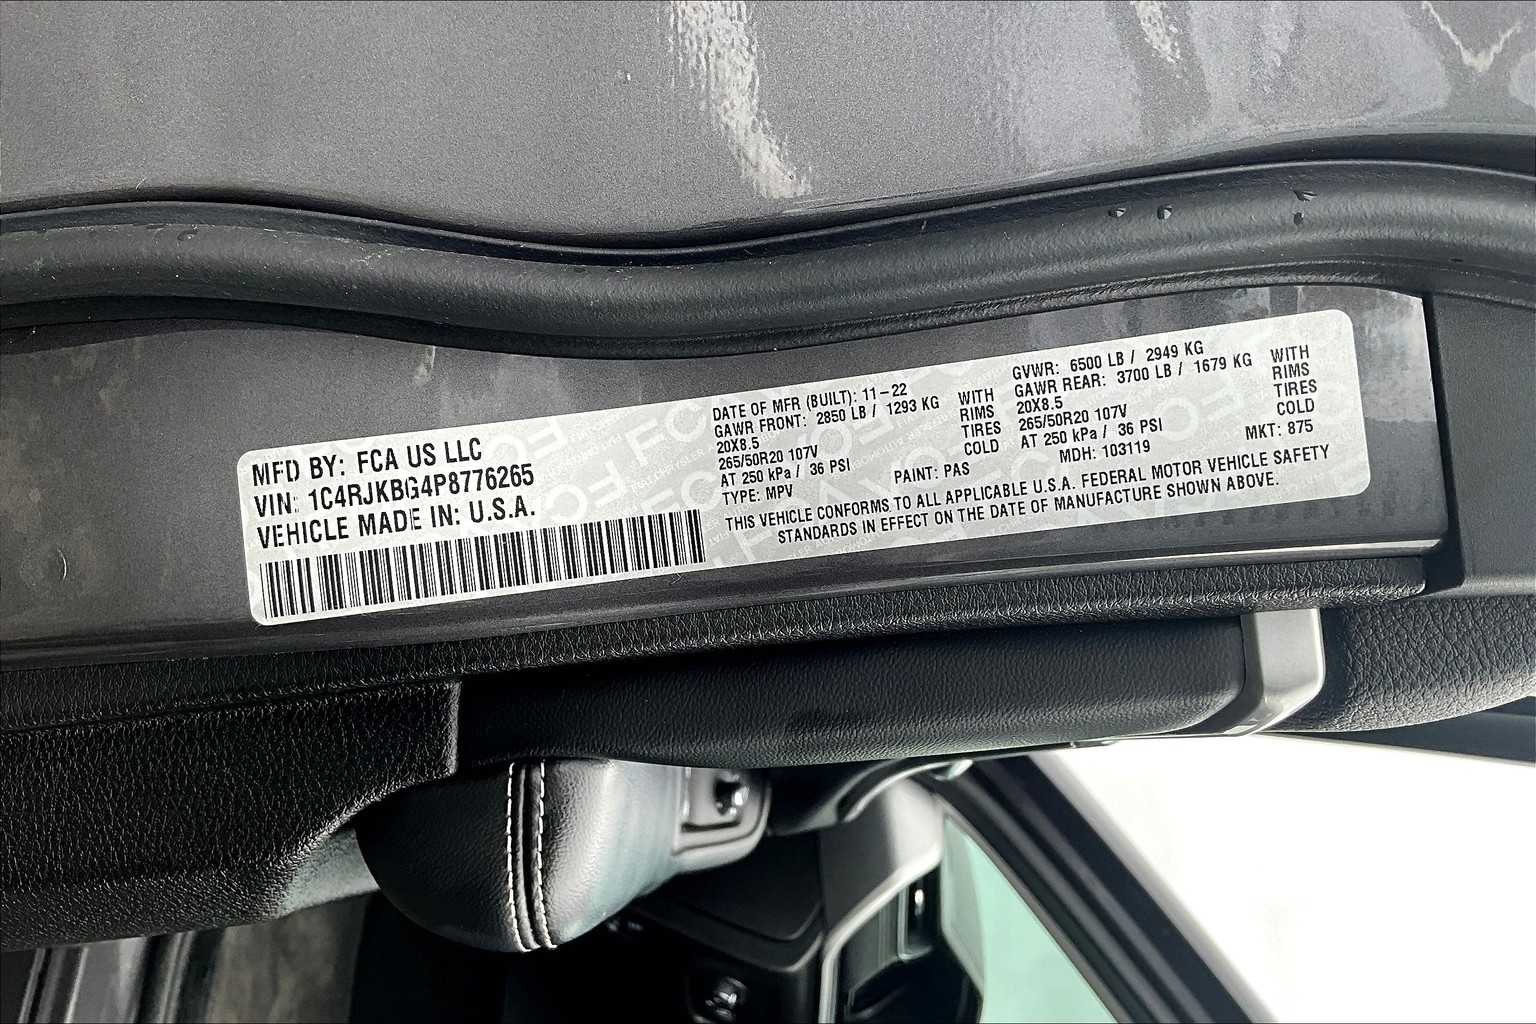 MFD BY: FCA US LLC
VIN: 1C4RJKBG4P8776265
VEHICLE MADE IN: U.S.A.
DATE OF MFR (BUILT): 11-22
GAWR FRONT: 2850 LB / 1293 KG WITH
20X8.5 RIMS
265/50R20 107V TIRES
AT 250 kPa / 36 PSI COLD
TYPE: MPV PAINT: PAS
GVWR: 6500 LB / 2949 KG
GAWR REAR: 3700 LB / 1679 KG WITH
20X8.5 RIMS
265/50R20 107V TIRES
AT 250 kPa / 36 PSI COLD
MDH: 103119 MKT: 875
THIS VEHICLE CONFORMS TO ALL APPLICABLE U.S.A. FEDERAL MOTOR VEHICLE SAFETY
STANDARDS IN EFFECT ON THE DATE OF MANUFACTURE SHOWN ABOVE.